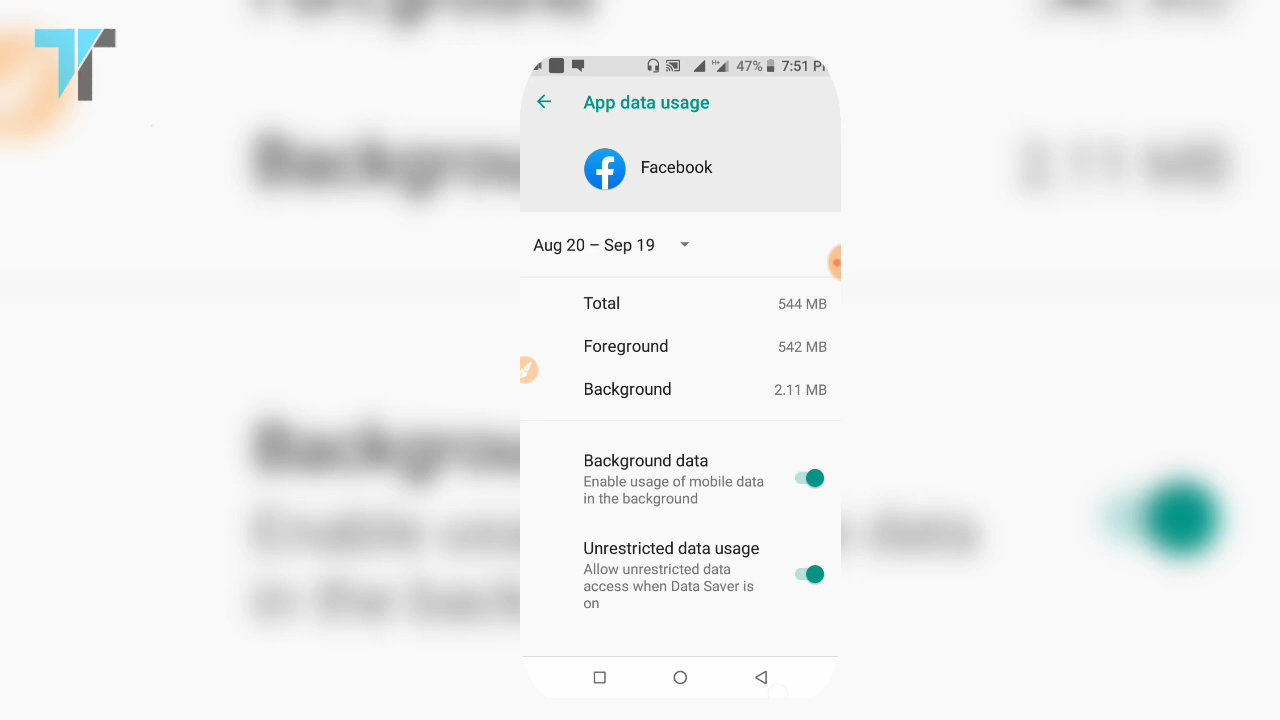 H+ 47% 7:51 P
App data usage
Facebook
Aug 20 – Sep 19
Total 544 MB
Foreground 542 MB
Background 2.11 MB
Background data
Enable usage of mobile data
in the background
Unrestricted data usage
Allow unrestricted data
access when Data Saver is
on